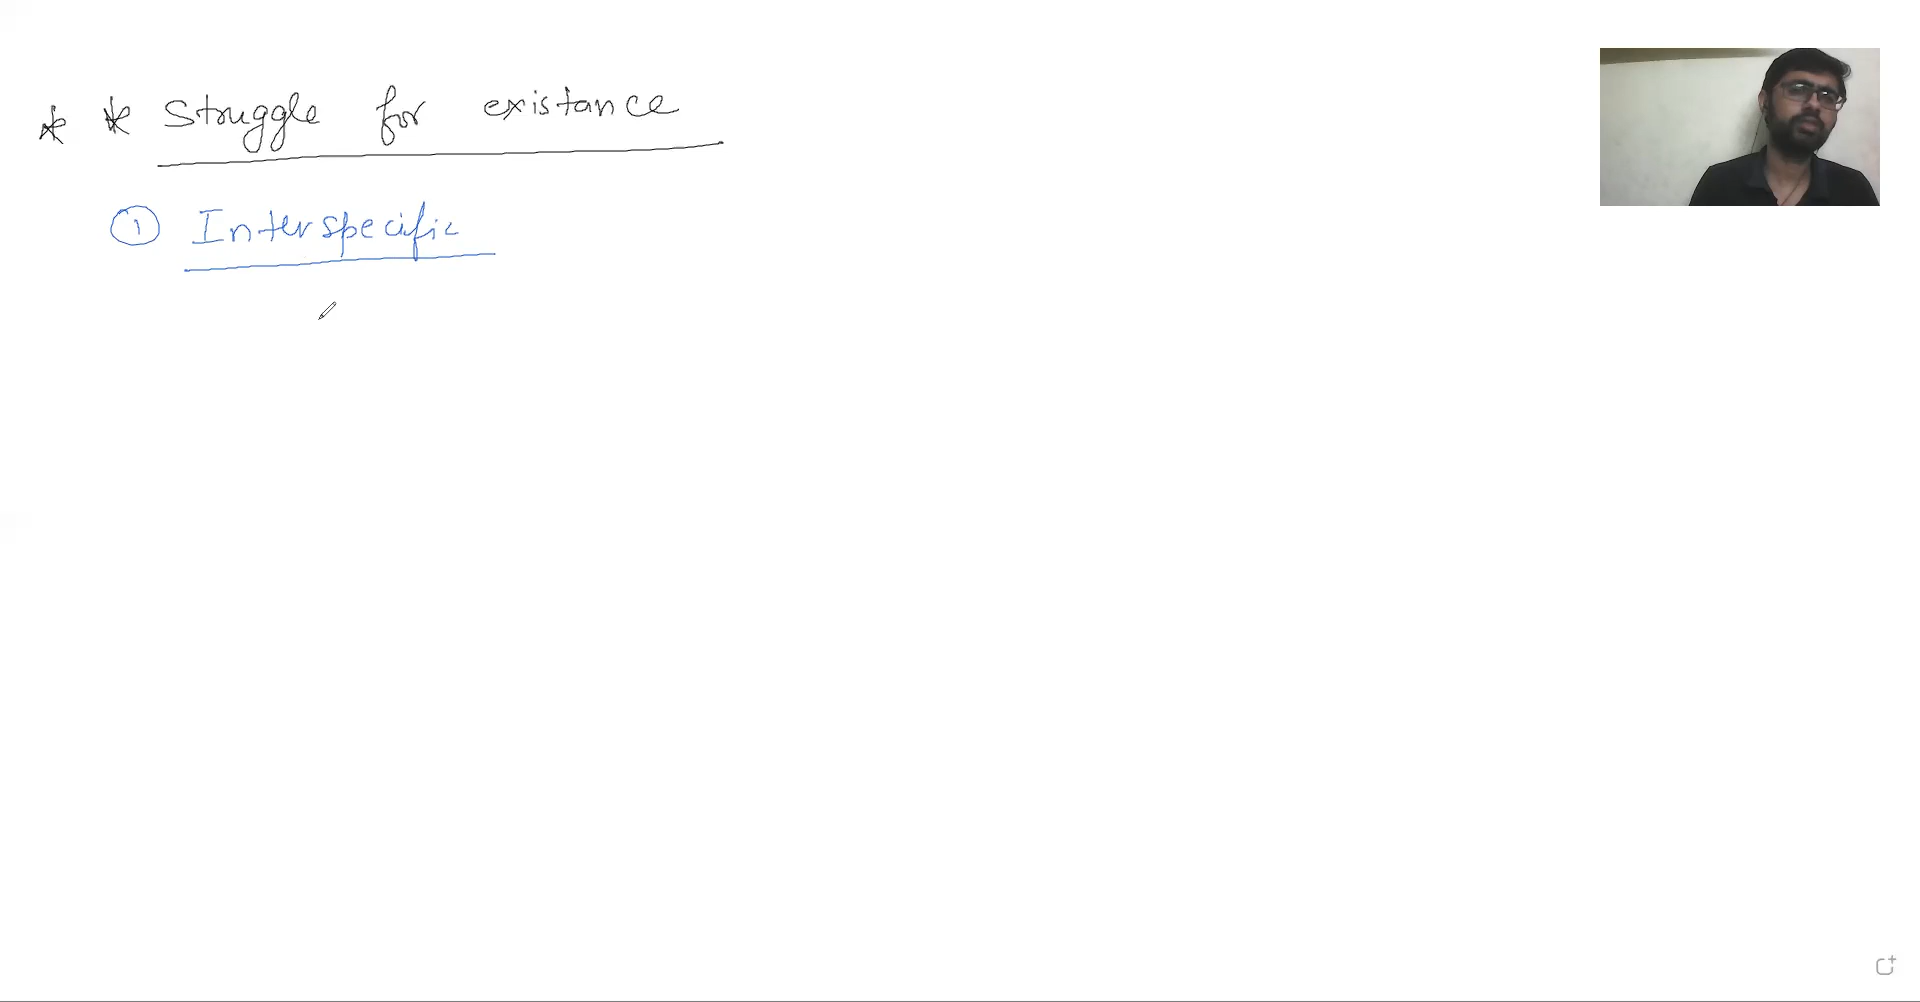 * * Struggle for existance
① Interspecific